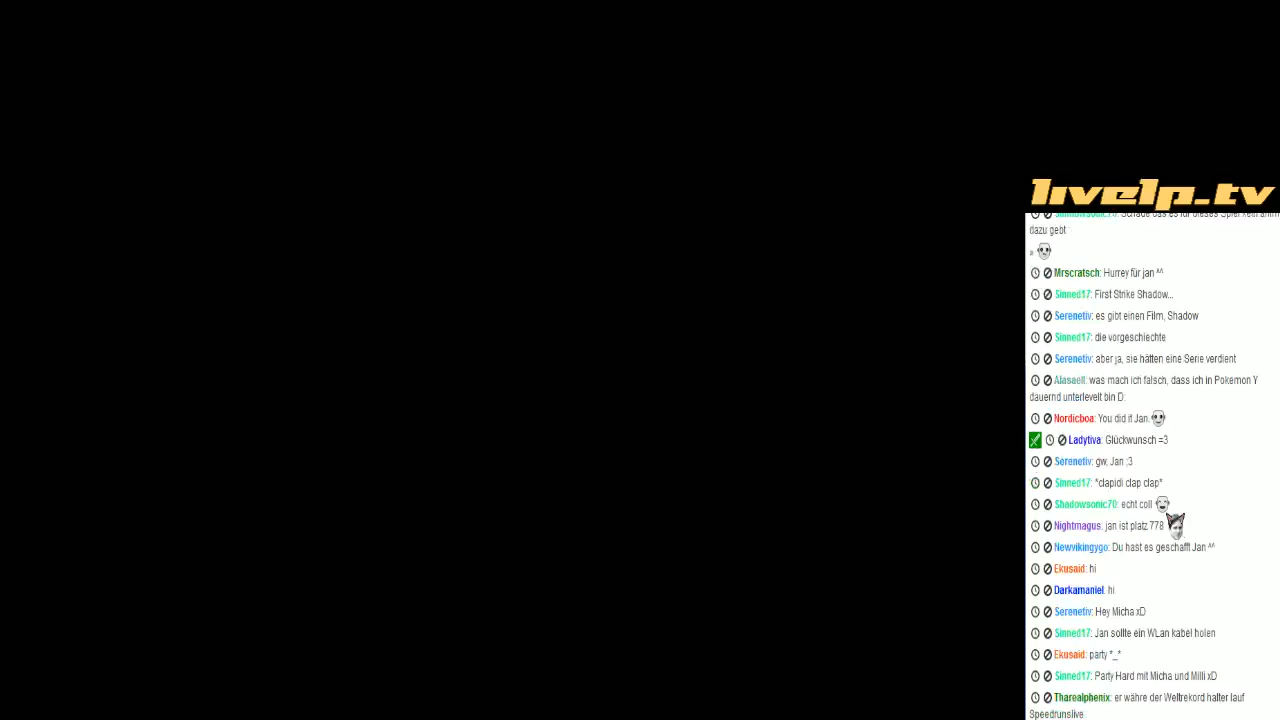 livelp.tv
dazu gebt
»
Mrscratsch: Hurrey für jan ^^
Sinned17: First Strike Shadow...
Serenetiv: es gibt einen Film, Shadow
Sinned17: die vorgeschiechte
Serenetiv: aber ja, sie hätten eine Serie verdient
Alasaell: was mach ich falsch, dass ich in Pokemon Y
dauernd unterlevelt bin D:
Nordicboa: You did it Jan.
Ladytiva: Glückwunsch =3
Serenetiv: gw, Jan ;3
Sinned17: *clapidi clap clap*
Shadowsonic70: echt coll
Nightmagus: jan ist platz 778
Newvikingygo: Du hast es geschafft Jan ^^
Ekusaid: hi
Darkamaniel: hi
Serenetiv: Hey Micha xD
Sinned17: Jan sollte ein WLan kabel holen
Ekusaid: party *_*
Sinned17: Party Hard mit Micha und Milli xD
Tharealphenix: er währe der Weltrekord halter lauf
Speedrunslive